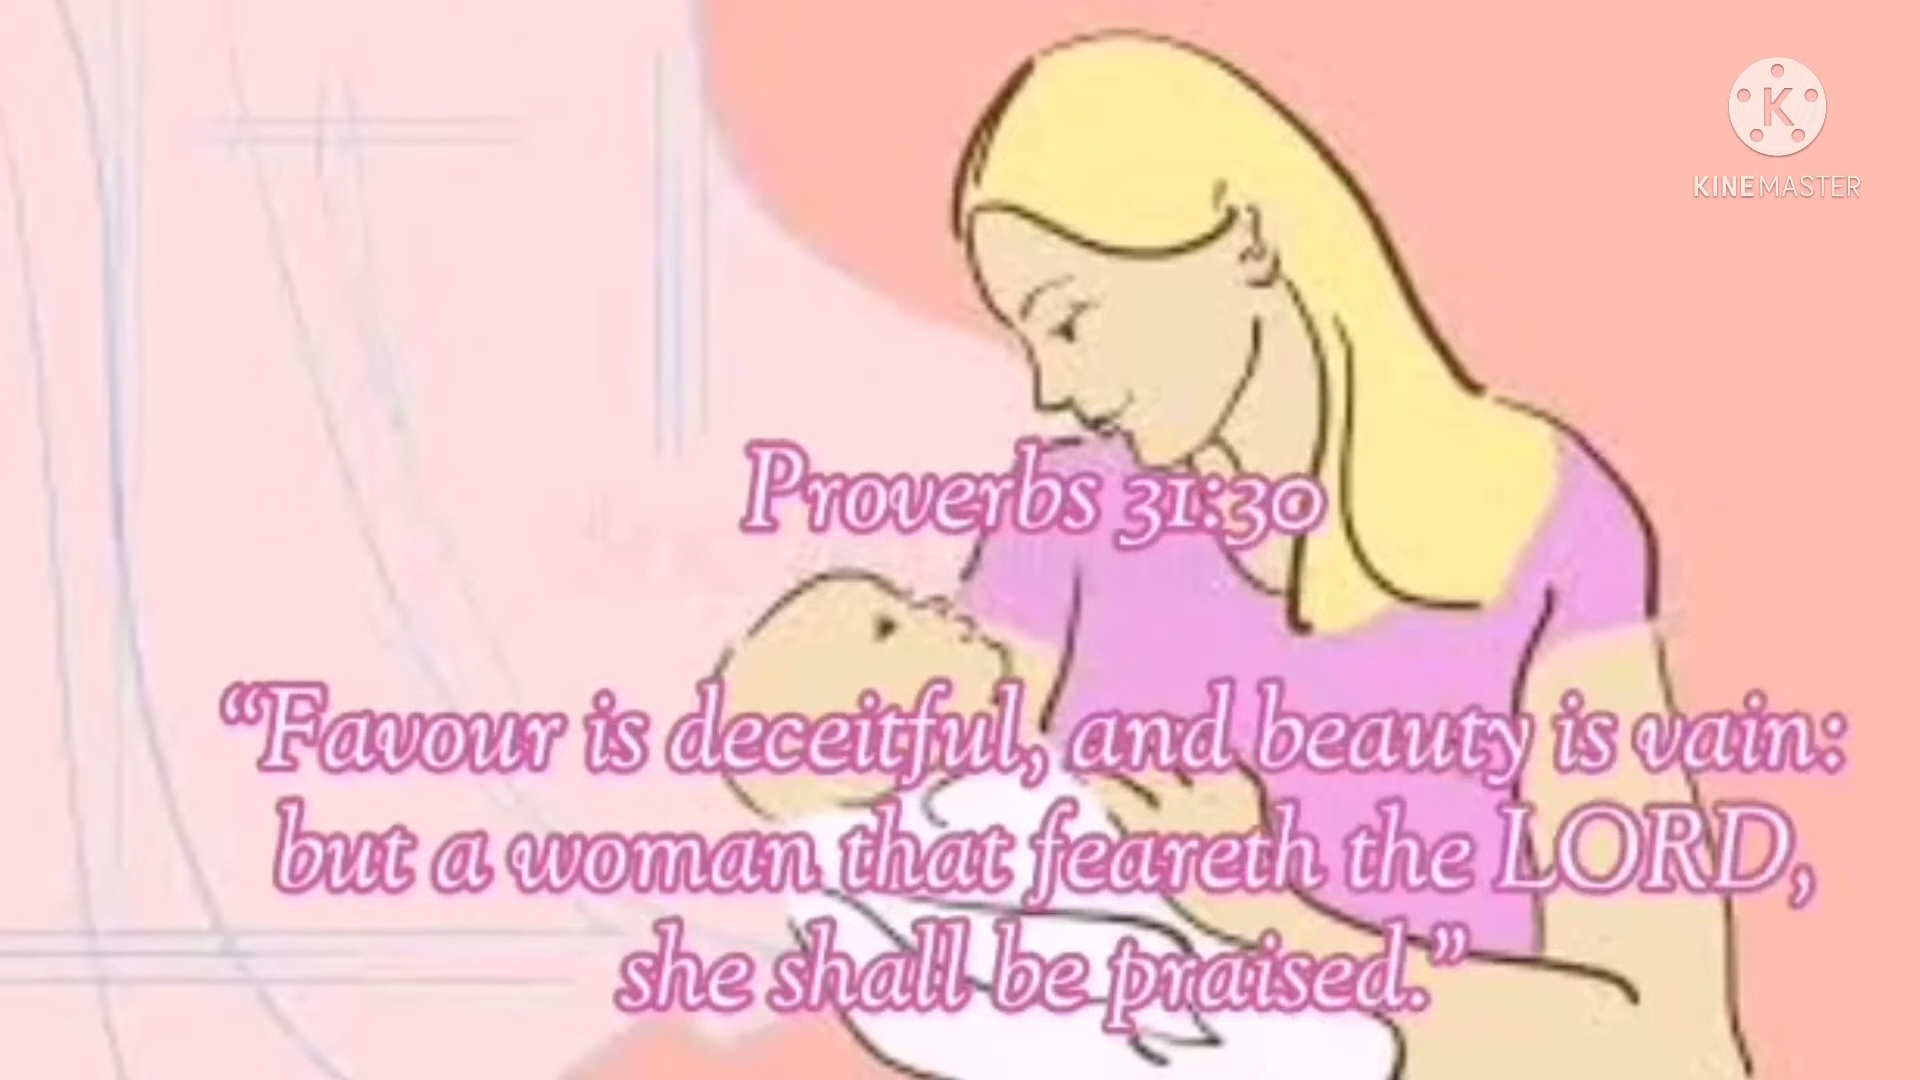 K
KINEMASTER
Proverbs 31:30
“Favour is deceitful, and beauty is vain:
but a woman that feareth the LORD,
she shall be praised.”